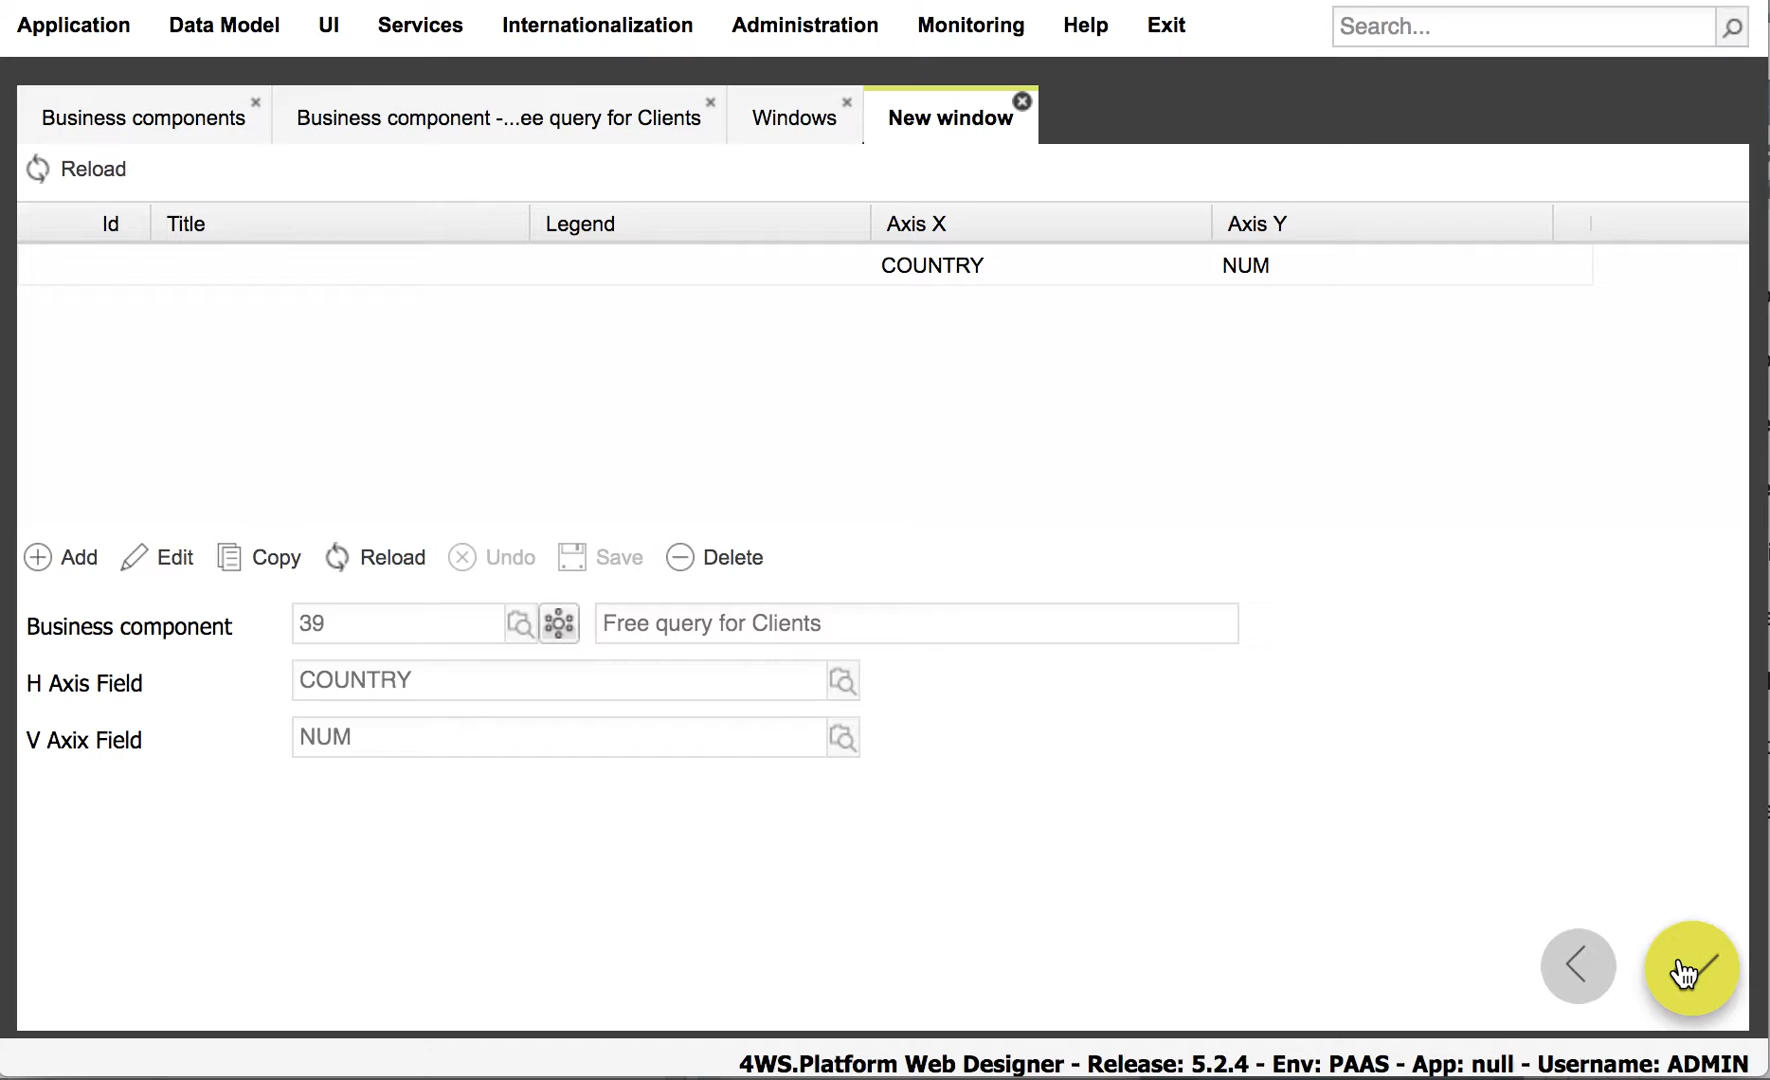 Application Data Model UI Services Internationalization Administration Monitoring Help Exit Search...
Business components Business component -...ee query for Clients Windows New window
Reload
Id Title Legend Axis X Axis Y
COUNTRY NUM
Add Edit Copy Reload Undo Save Delete
Business component 39 Free query for Clients
H Axis Field COUNTRY
V Axix Field NUM
4WS.Platform Web Designer - Release: 5.2.4 - Env: PAAS - App: null - Username: ADMIN